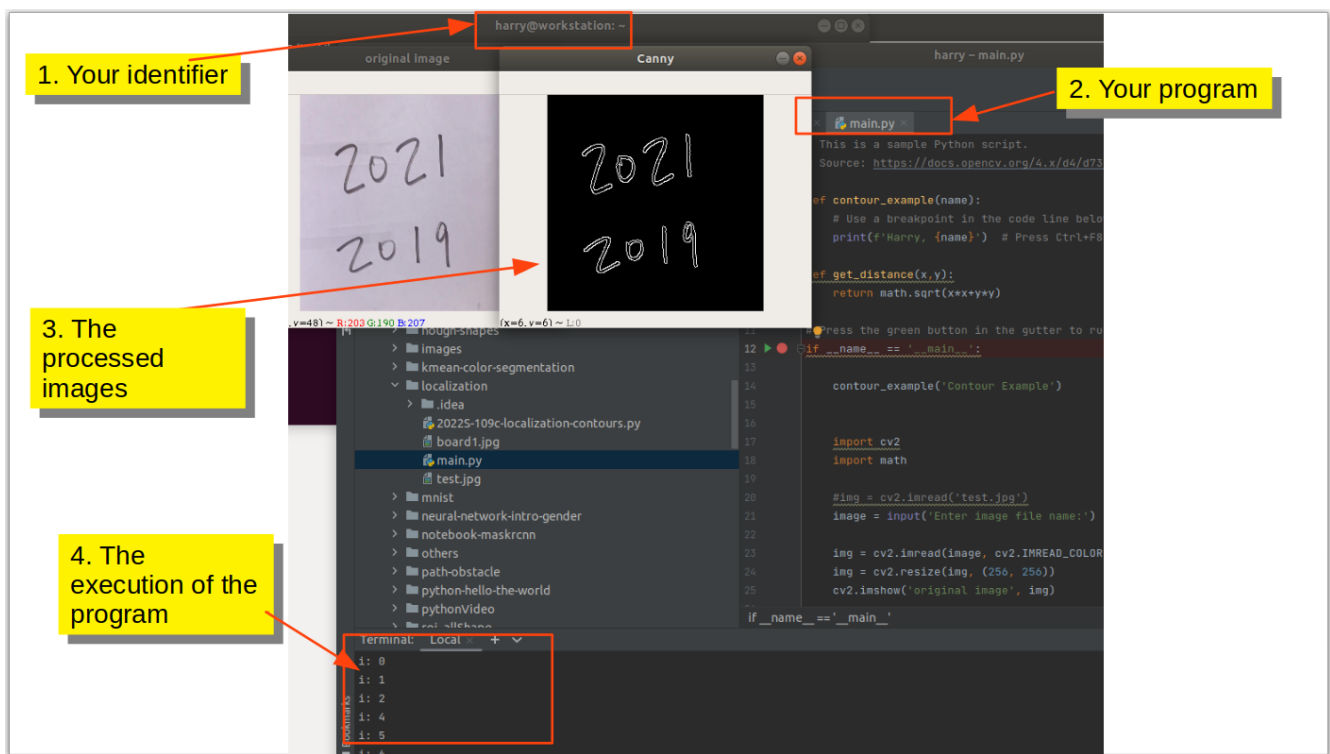 harry@workstation: ~
1. Your identifier
original image
Canny
harry – main.py
2. Your program
main.py
2021
2019
2021
2019
This is a sample Python script.
Source: https://docs.opencv.org/4.x/d4/d73
ef contour_example(name):
# Use a breakpoint in the code line belo
print(f'Harry, {name}') # Press Ctrl+F8
ef get_distance(x,y):
return math.sqrt(x*x+y*y)
# Press the green button in the gutter to ru
12 if __name__ == '__main__':
13
14 contour_example('Contour Example')
15
16
17 import cv2
18 import math
19
20 #img = cv2.imread('test.jpg')
21 image = input('Enter image file name:')
22
23 img = cv2.imread(image, cv2.IMREAD_COLOR
24 img = cv2.resize(img, (256, 256))
25 cv2.imshow('original image', img)
if __name__ == '__main__'
3. The
processed
images
, y=48) ~ R:203 G:190 B:207
(x=6, y=6) ~ L:0
hough-shapes
images
kmean-color-segmentation
localization
.idea
2022S-109c-localization-contours.py
board1.jpg
main.py
test.jpg
mnist
neural-network-intro-gender
notebook-maskrcnn
others
path-obstacle
python-hello-the-world
pythonVideo
4. The
execution of the
program
Terminal: Local × +
i: 0
i: 1
i: 2
i: 4
i: 5
Bookmarks